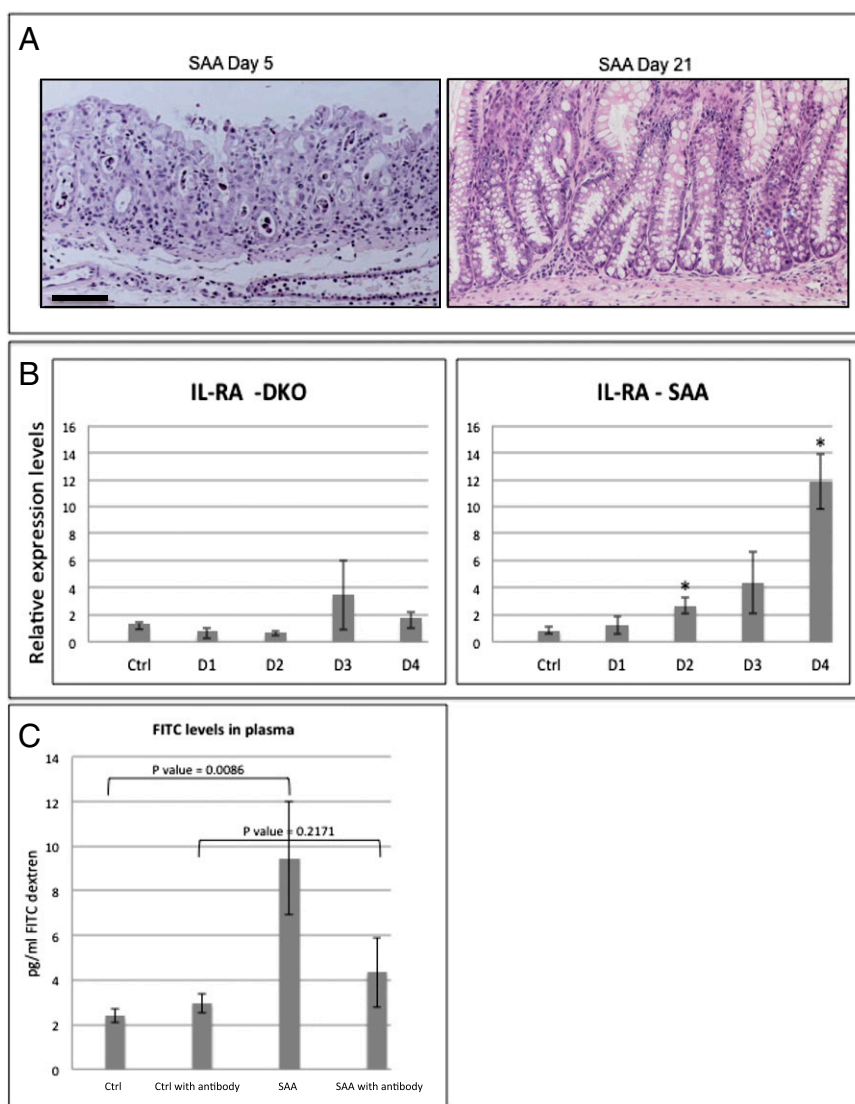 A
SAA Day 5
SAA Day 21
B
IL-RA -DKO
Relative expression levels
16
14
12
10
8
6
4
2
0
Ctrl D1 D2 D3 D4
IL-RA - SAA
16
14
12
10
8
6
4
2
0
*
*
Ctrl D1 D2 D3 D4
C
FITC levels in plasma
pg/ml FITC dextren
14
12
10
8
6
4
2
0
P value = 0.0086
P value = 0.2171
Ctrl Ctrl with antibody SAA SAA with antibody